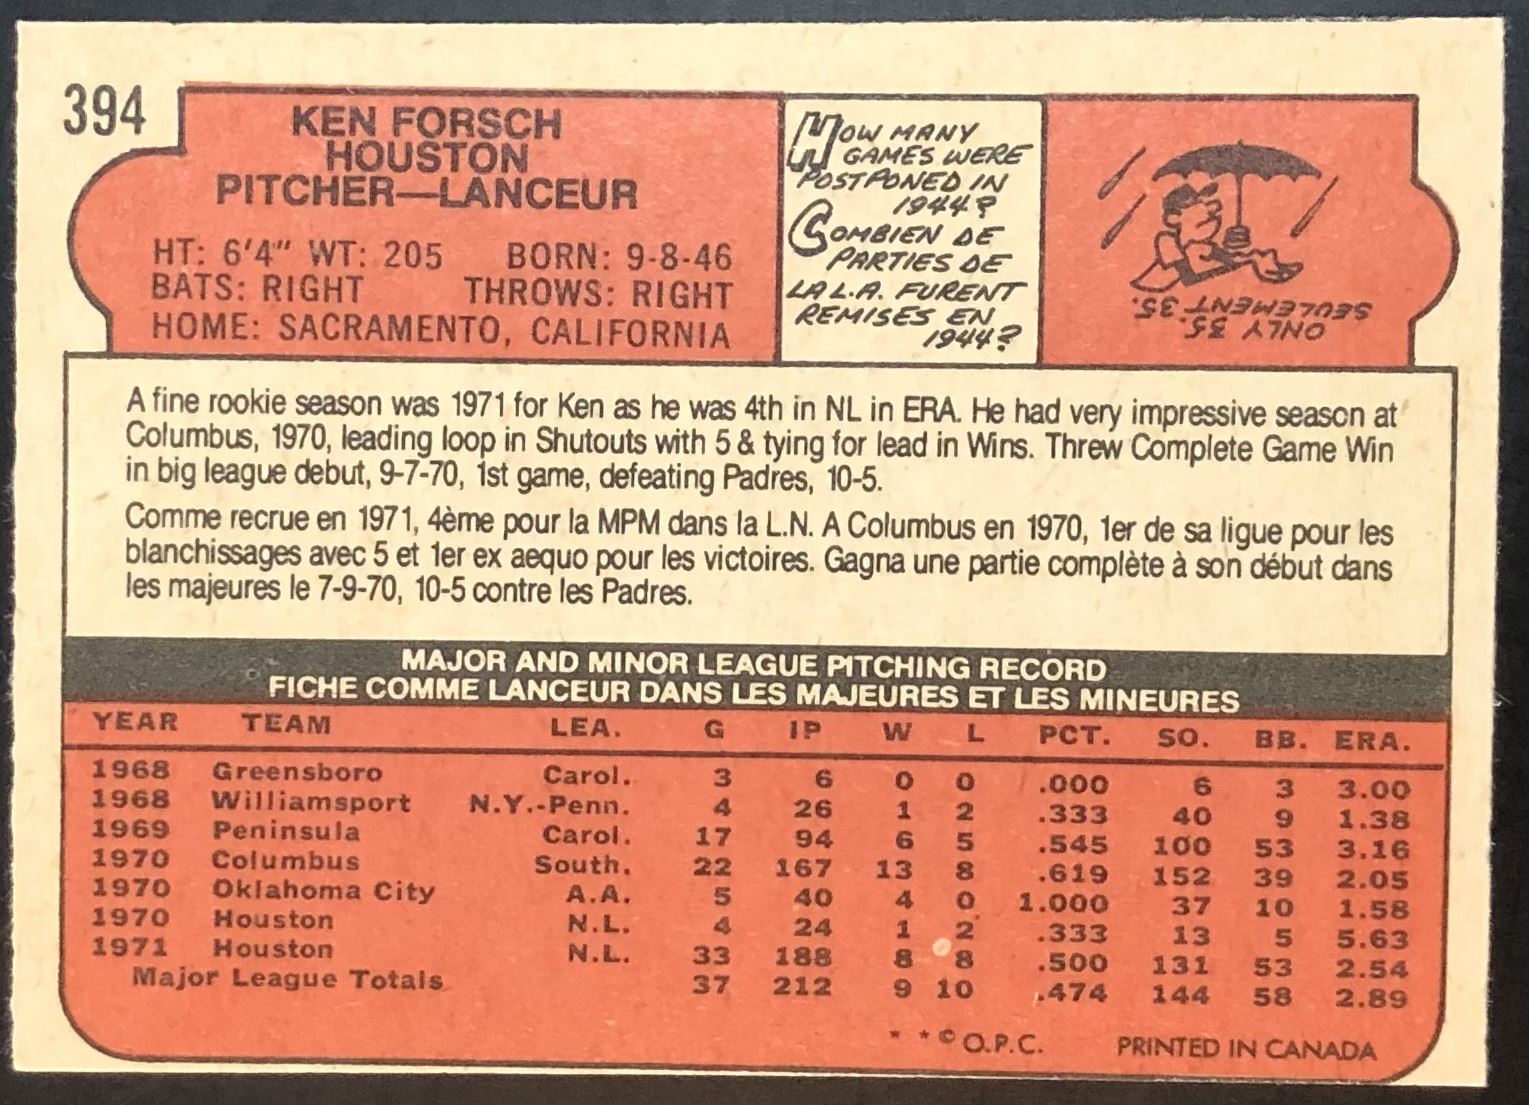 394
KEN FORSCH
HOUSTON
PITCHER—LANCEUR
HT: 6'4" WT: 205 BORN: 9-8-46
BATS: RIGHT THROWS: RIGHT
HOME: SACRAMENTO, CALIFORNIA
HOW MANY
GAMES WERE
POSTPONED IN
1944?
COMBIEN DE
PARTIES DE
LA L.A. FURENT
REMISES EN
1944?
ONLY 35.
SEULEMENT 35.
A fine rookie season was 1971 for Ken as he was 4th in NL in ERA. He had very impressive season at
Columbus, 1970, leading loop in Shutouts with 5 & tying for lead in Wins. Threw Complete Game Win
in big league debut, 9-7-70, 1st game, defeating Padres, 10-5.
Comme recrue en 1971, 4ème pour la MPM dans la L.N. A Columbus en 1970, 1er de sa ligue pour les
blanchissages avec 5 et 1er ex aequo pour les victoires. Gagna une partie complète à son début dans
les majeures le 7-9-70, 10-5 contre les Padres.
MAJOR AND MINOR LEAGUE PITCHING RECORD
FICHE COMME LANCEUR DANS LES MAJEURES ET LES MINEURES
YEAR TEAM LEA. G IP W L PCT. SO. BB. ERA.
1968 Greensboro Carol. 3 6 0 0 .000 6 3 3.00
1968 Williamsport N.Y.-Penn. 4 26 1 2 .333 40 9 1.38
1969 Peninsula Carol. 17 94 6 5 .545 100 53 3.16
1970 Columbus South. 22 167 13 8 .619 152 39 2.05
1970 Oklahoma City A.A. 5 40 4 0 1.000 37 10 1.58
1970 Houston N.L. 4 24 1 2 .333 13 5 5.63
1971 Houston N.L. 33 188 8 8 .500 131 53 2.54
Major League Totals 37 212 9 10 .474 144 58 2.89
* * © O.P.C. PRINTED IN CANADA